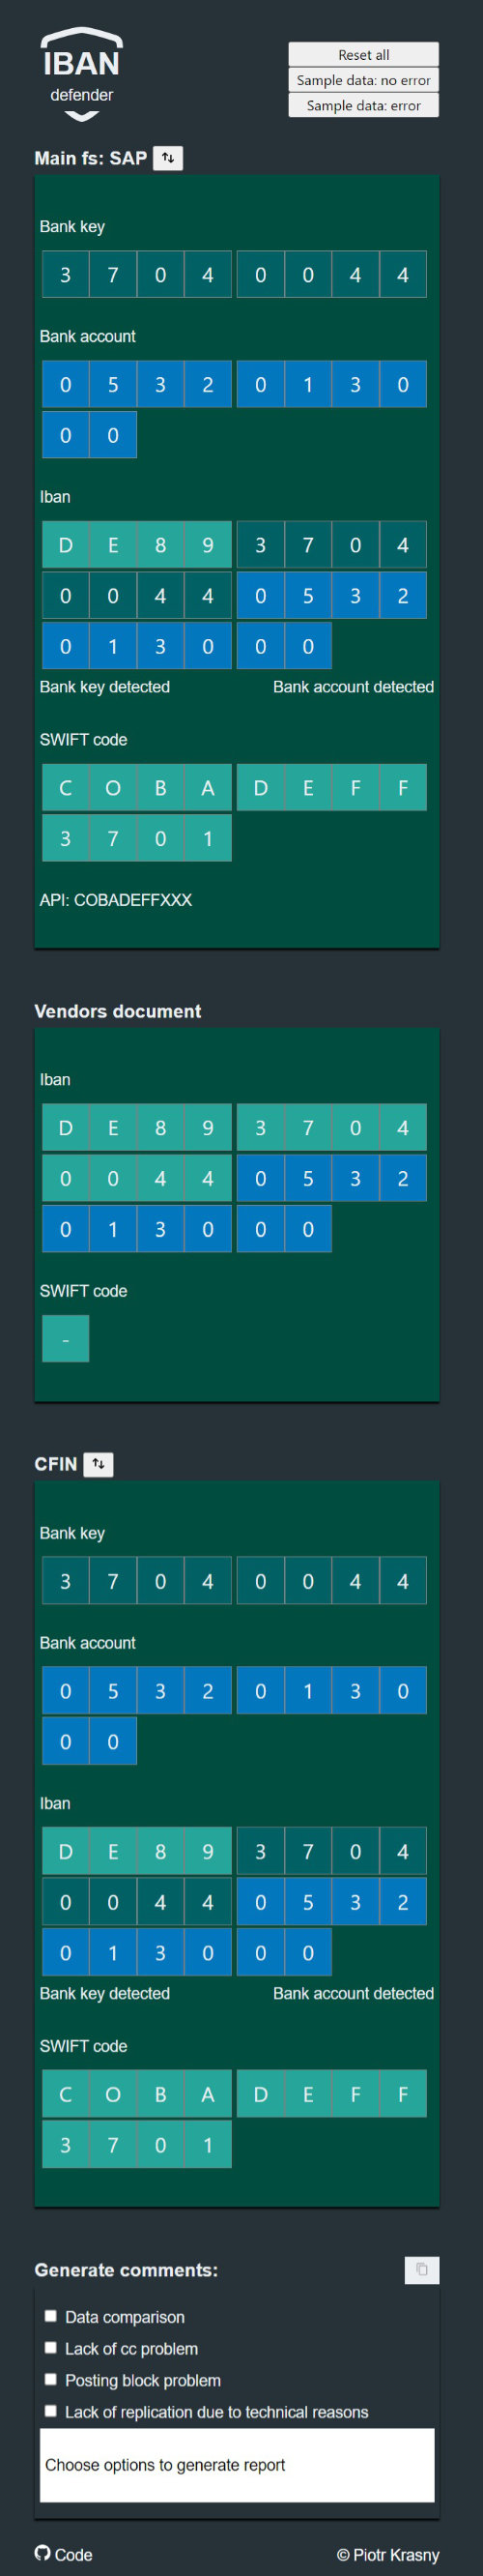 IBAN
defender
Reset all
Sample data: no error
Sample data: error
Main fs: SAP
Bank key
3 7 0 4 0 0 4 4
Bank account
0 5 3 2 0 1 3 0
0 0
Iban
D E 8 9 3 7 0 4
0 0 4 4 0 5 3 2
0 1 3 0 0 0
Bank key detected Bank account detected
SWIFT code
C O B A D E F F
3 7 0 1
API: COBADEFFXXX
Vendors document
Iban
D E 8 9 3 7 0 4
0 0 4 4 0 5 3 2
0 1 3 0 0 0
SWIFT code
-
CFIN
Bank key
3 7 0 4 0 0 4 4
Bank account
0 5 3 2 0 1 3 0
0 0
Iban
D E 8 9 3 7 0 4
0 0 4 4 0 5 3 2
0 1 3 0 0 0
Bank key detected Bank account detected
SWIFT code
C O B A D E F F
3 7 0 1
Generate comments:
Data comparison
Lack of cc problem
Posting block problem
Lack of replication due to technical reasons
Choose options to generate report
Code © Piotr Krasny